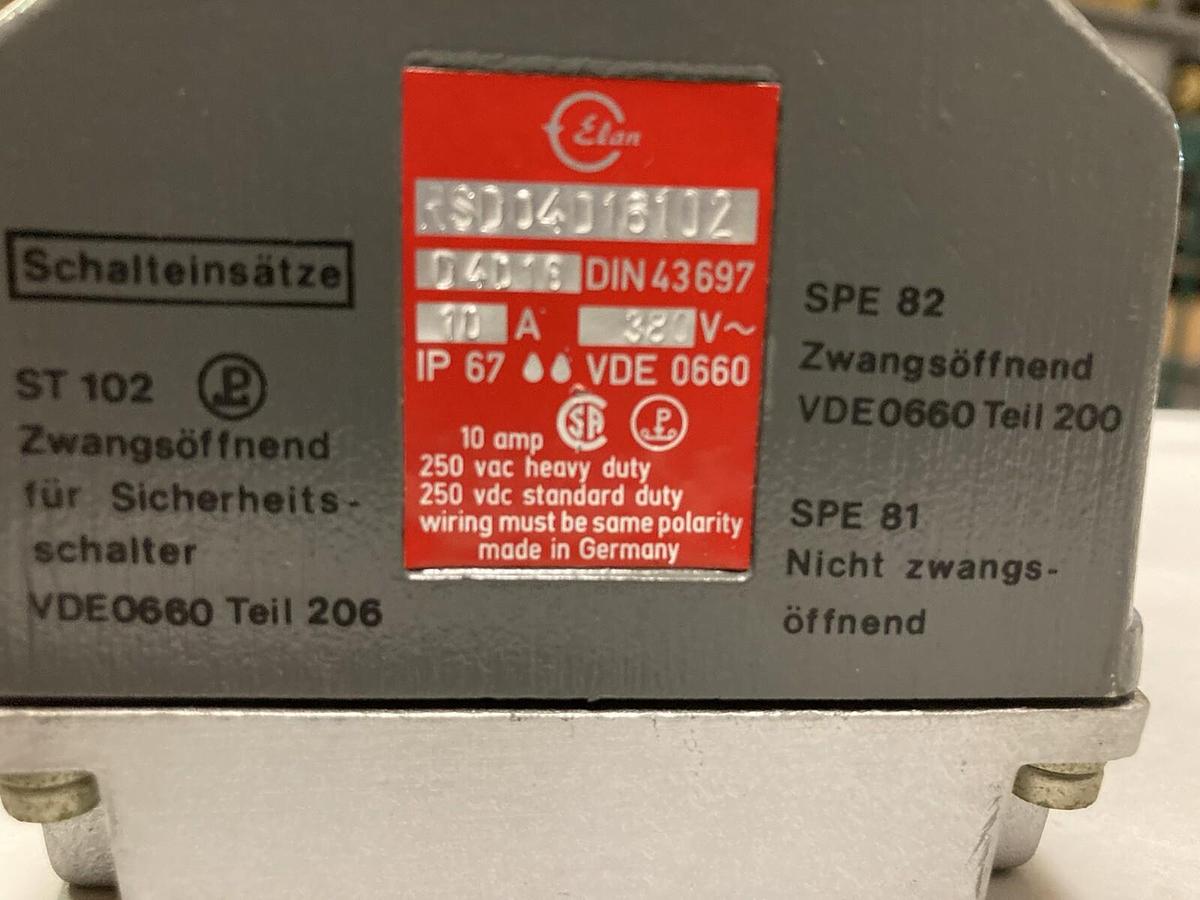 Schalteinsätze
ST 102
Zwangsöffnend
für Sicherheits-
schalter
VDE0660 Teil 206
Elan
RSD04D16102
D4D16 DIN 43697
10 A 380 V~
IP 67 VDE 0660
SA P
10 amp
250 vac heavy duty
250 vdc standard duty
wiring must be same polarity
made in Germany
SPE 82
Zwangsöffnend
VDE0660 Teil 200
SPE 81
Nicht zwangs-
öffnend